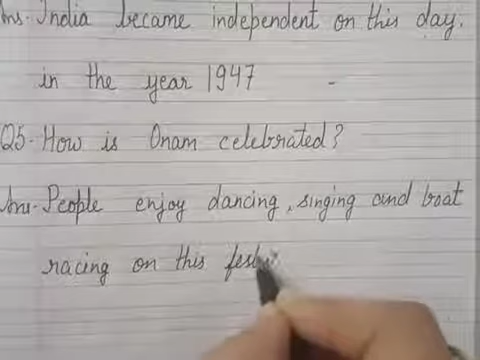 Ans- India became independent on this day.
in the year 1947 -
Q5- How is Onam celebrated?
Ans- People enjoy dancing, singing and boat
racing on this